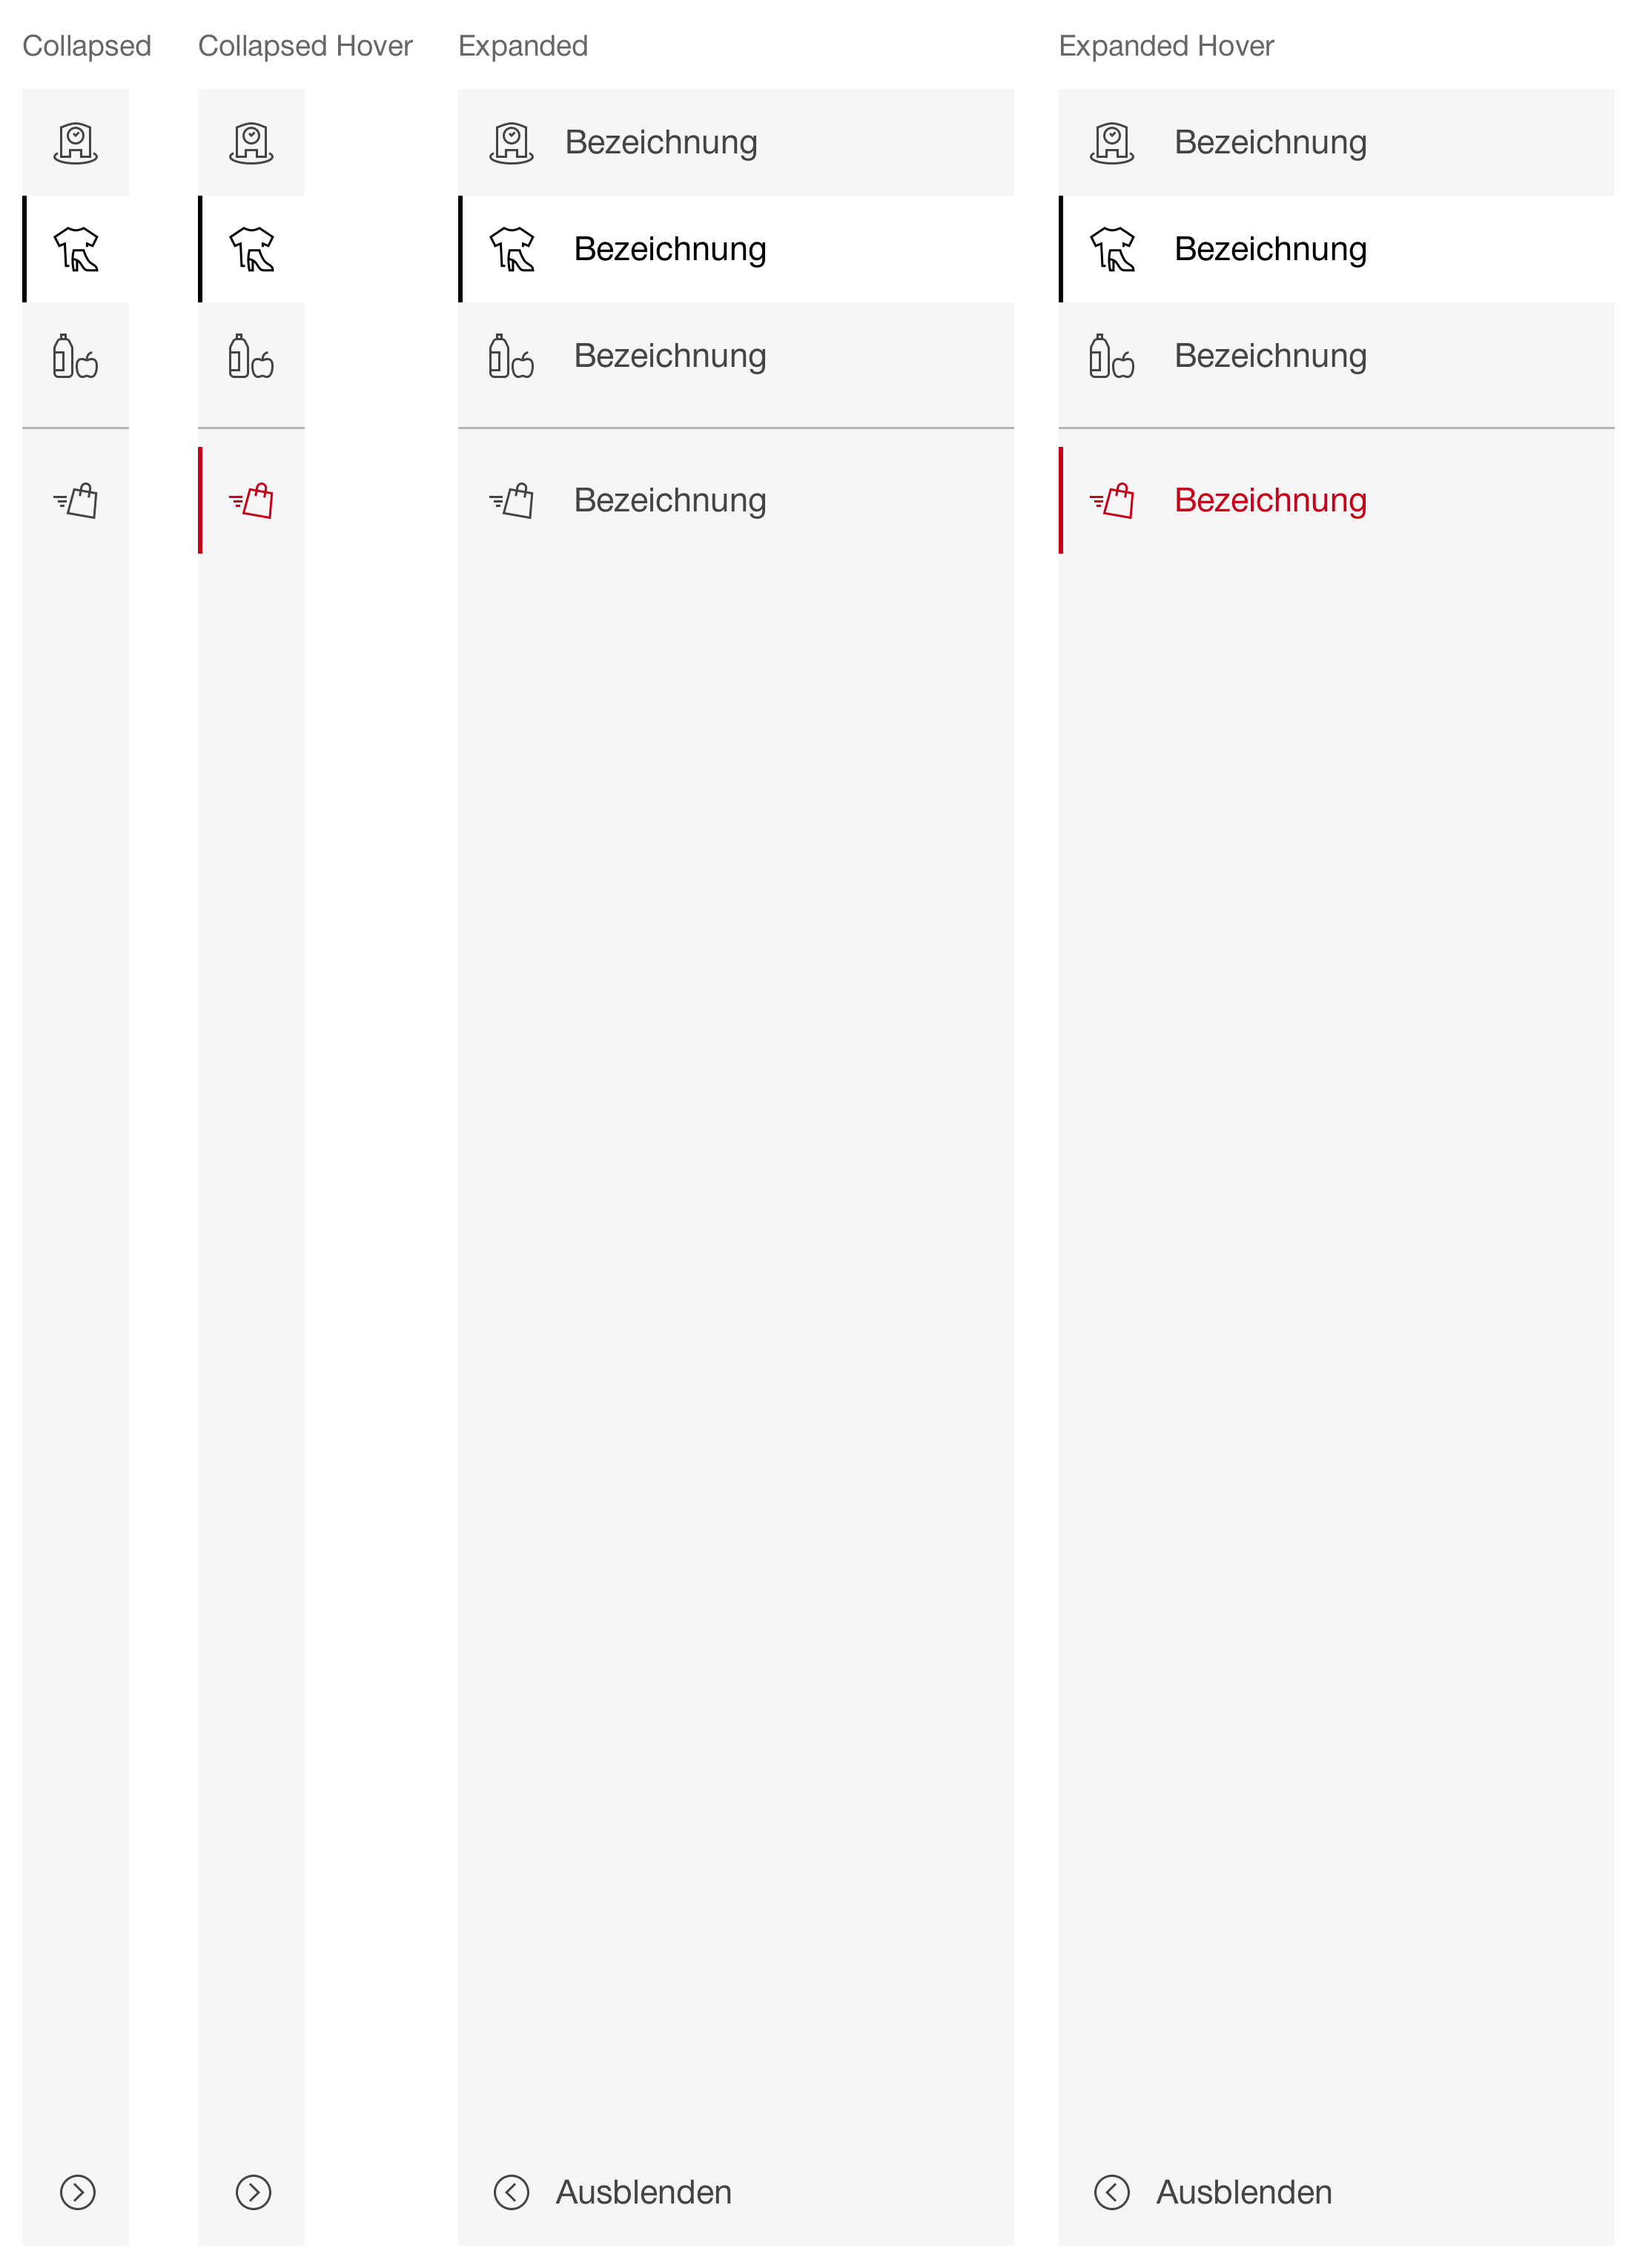 Collapsed
Collapsed Hover
Expanded
Expanded Hover
Bezeichnung
Bezeichnung
Bezeichnung
Bezeichnung
Bezeichnung
Bezeichnung
Bezeichnung
Bezeichnung
Ausblenden
Ausblenden